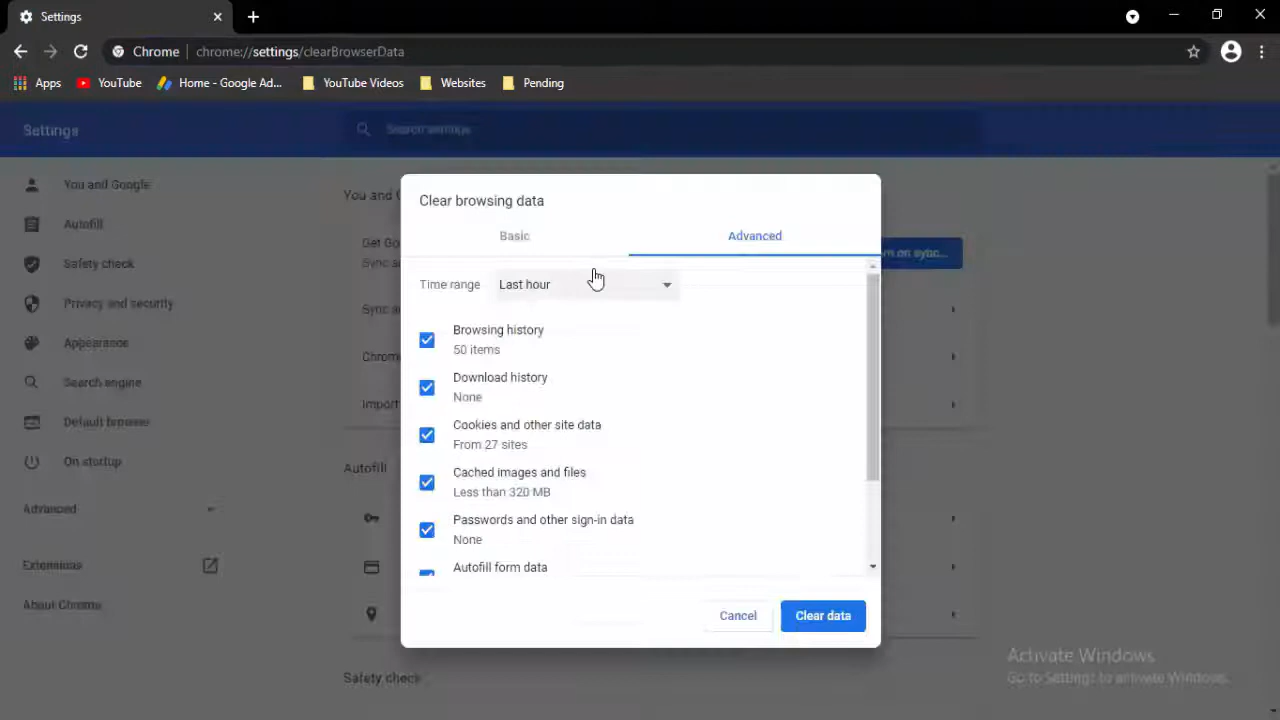 Settings
Chrome
chrome://settings/clearBrowserData
Apps
YouTube
Home - Google Ad...
YouTube Videos
Websites
Pending
Settings
Search settings
You and Google
Autofill
Safety check
Privacy and security
Appearance
Search engine
Default browser
On startup
Advanced
Extensions
About Chrome
You and G
Get Go
Sync a
rn on sync...
Sync a
Chrom
Import
Autofill
Safety check
Clear browsing data
Basic
Advanced
Time range
Last hour
Browsing history
50 items
Download history
None
Cookies and other site data
From 27 sites
Cached images and files
Less than 320 MB
Passwords and other sign-in data
None
Autofill form data
Cancel
Clear data
Activate Windows
Go to Settings to activate Windows.